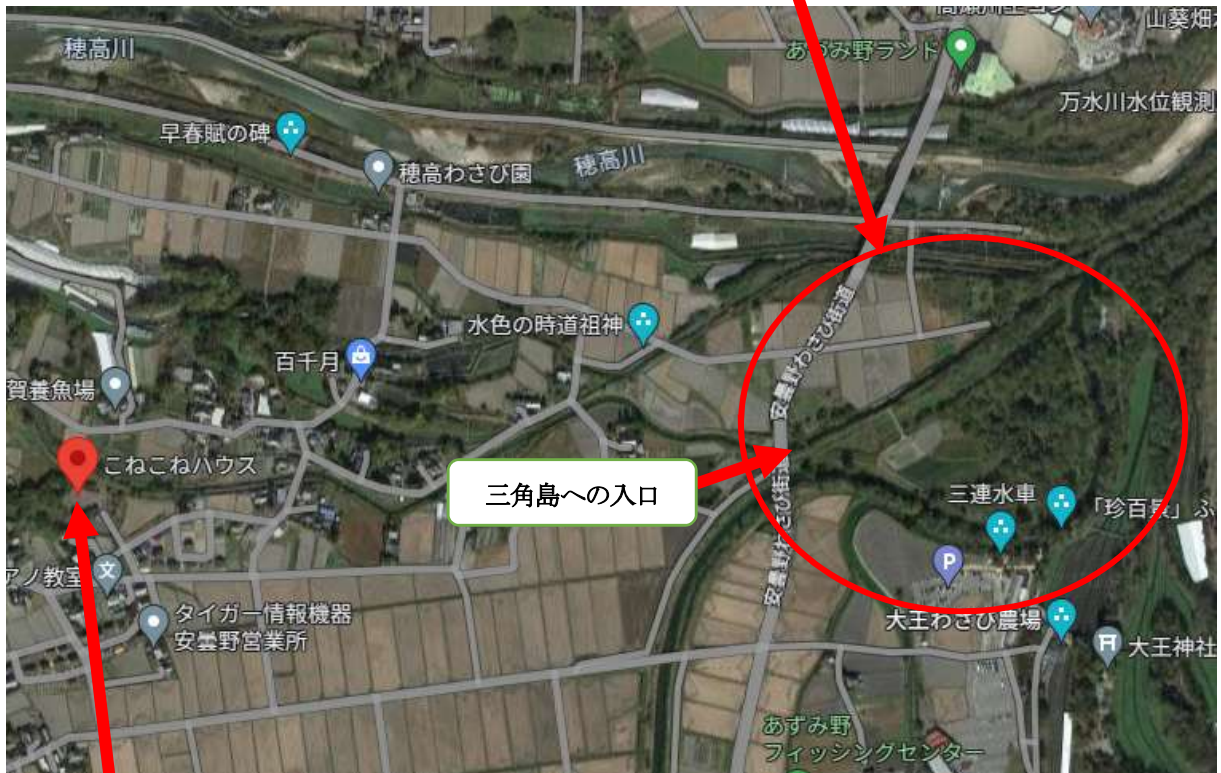 山葵畑
穂高川
あづみ野ランド
万水川水位観測
早春賦の碑
穂高わさび園
穂高川
安曇野わさび街道
水色の時道祖神
百千月
賀養魚場
こねこねハウス
三角島への入口
安曇野わさび街道
三連水車
「珍百景」ふ
P
アノ教室
文
タイガー情報機器
安曇野営業所
大王わさび農場
大王神社
あずみ野
フィッシングセンター